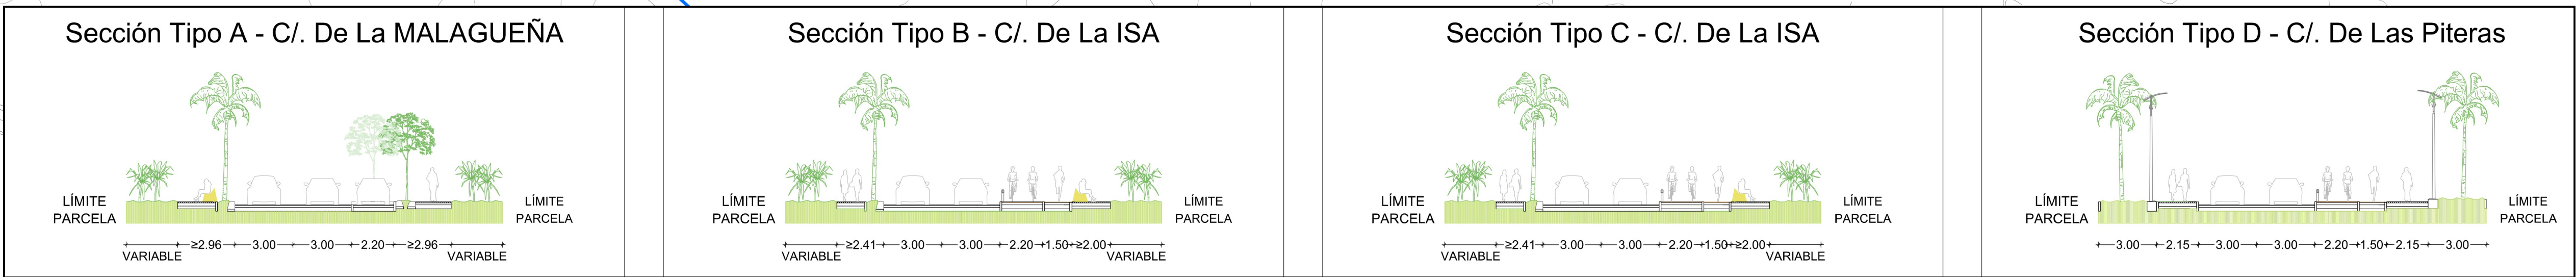 Sección Tipo A - C/. De La MALAGUEÑA
LÍMITE
PARCELA
LÍMITE
PARCELA
≥2.96 3.00 3.00 2.20 ≥2.96
VARIABLE VARIABLE
Sección Tipo B - C/. De La ISA
LÍMITE
PARCELA
LÍMITE
PARCELA
≥2.41 3.00 3.00 2.20 1.50 ≥2.00
VARIABLE VARIABLE
Sección Tipo C - C/. De La ISA
LÍMITE
PARCELA
LÍMITE
PARCELA
≥2.41 3.00 3.00 2.20 1.50 ≥2.00
VARIABLE VARIABLE
Sección Tipo D - C/. De Las Piteras
LÍMITE
PARCELA
LÍMITE
PARCELA
3.00 2.15 3.00 3.00 2.20 1.50 2.15 3.00